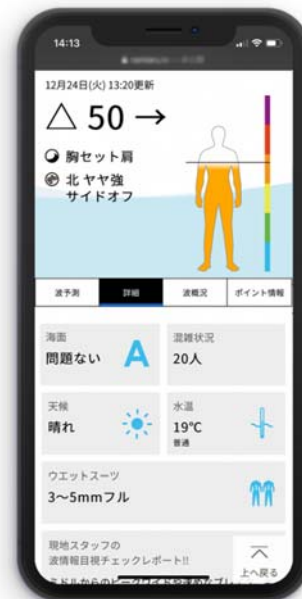 14:13
12月24日(火) 13:20更新
△ 50 →
胸セット肩
北 ヤヤ強
サイドオフ
波予測 詳細 波概況 ポイント情報
海面
問題ない A
混雑状況
20人
天候
晴れ
水温
19℃
普通
ウエットスーツ
3〜5mmフル
現地スタッフの
波情報目視チェックレポート!!
上へ戻る